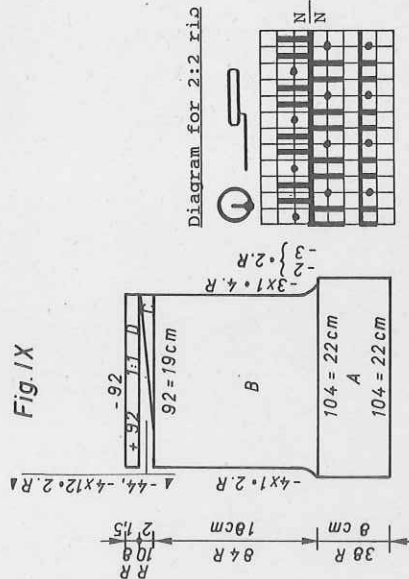 Fig. IX
-92
+92 1:1 D
C
▲-44, -4x12•2.R▲
92 = 19cm
-4x1•2.R
-3x1•4.R
-2
-3 } •2.R
B
104 = 22cm
A
104 = 22cm
R 10,8 R
2 1,5
84 R
18cm
38 R
8 cm
Diagram for 2:2 rib
N
N